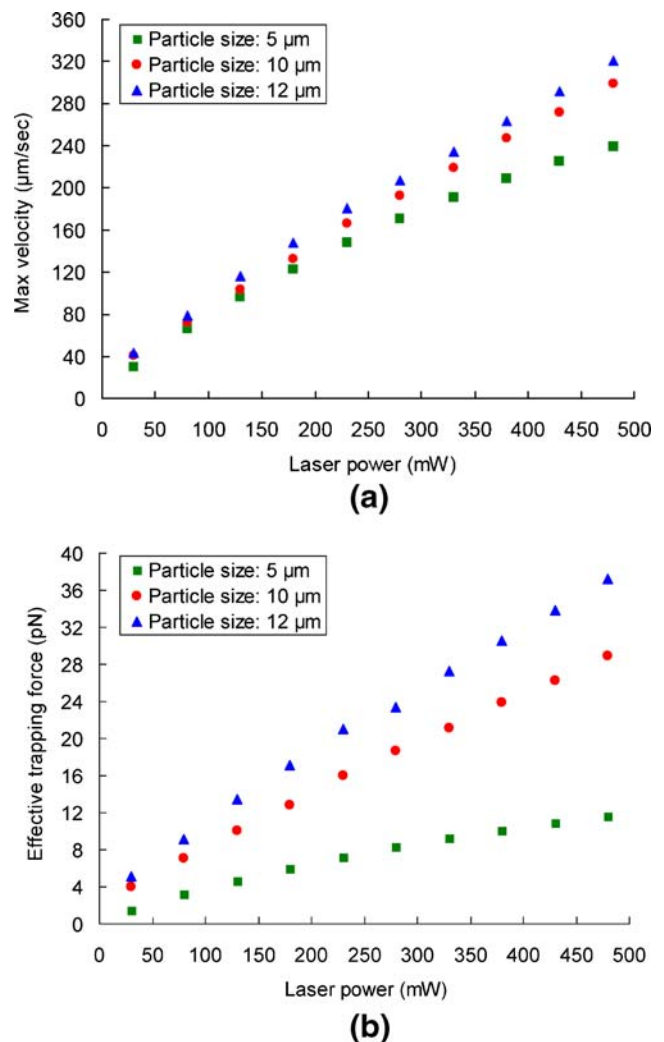 360
320
280
240
200
160
120
80
40
0
Max velocity (µm/sec)
Particle size: 5 µm
Particle size: 10 µm
Particle size: 12 µm
0 50 100 150 200 250 300 350 400 450 500
Laser power (mW)
(a)
40
36
32
28
24
20
16
12
8
4
0
Effective trapping force (pN)
Particle size: 5 µm
Particle size: 10 µm
Particle size: 12 µm
0 50 100 150 200 250 300 350 400 450 500
Laser power (mW)
(b)